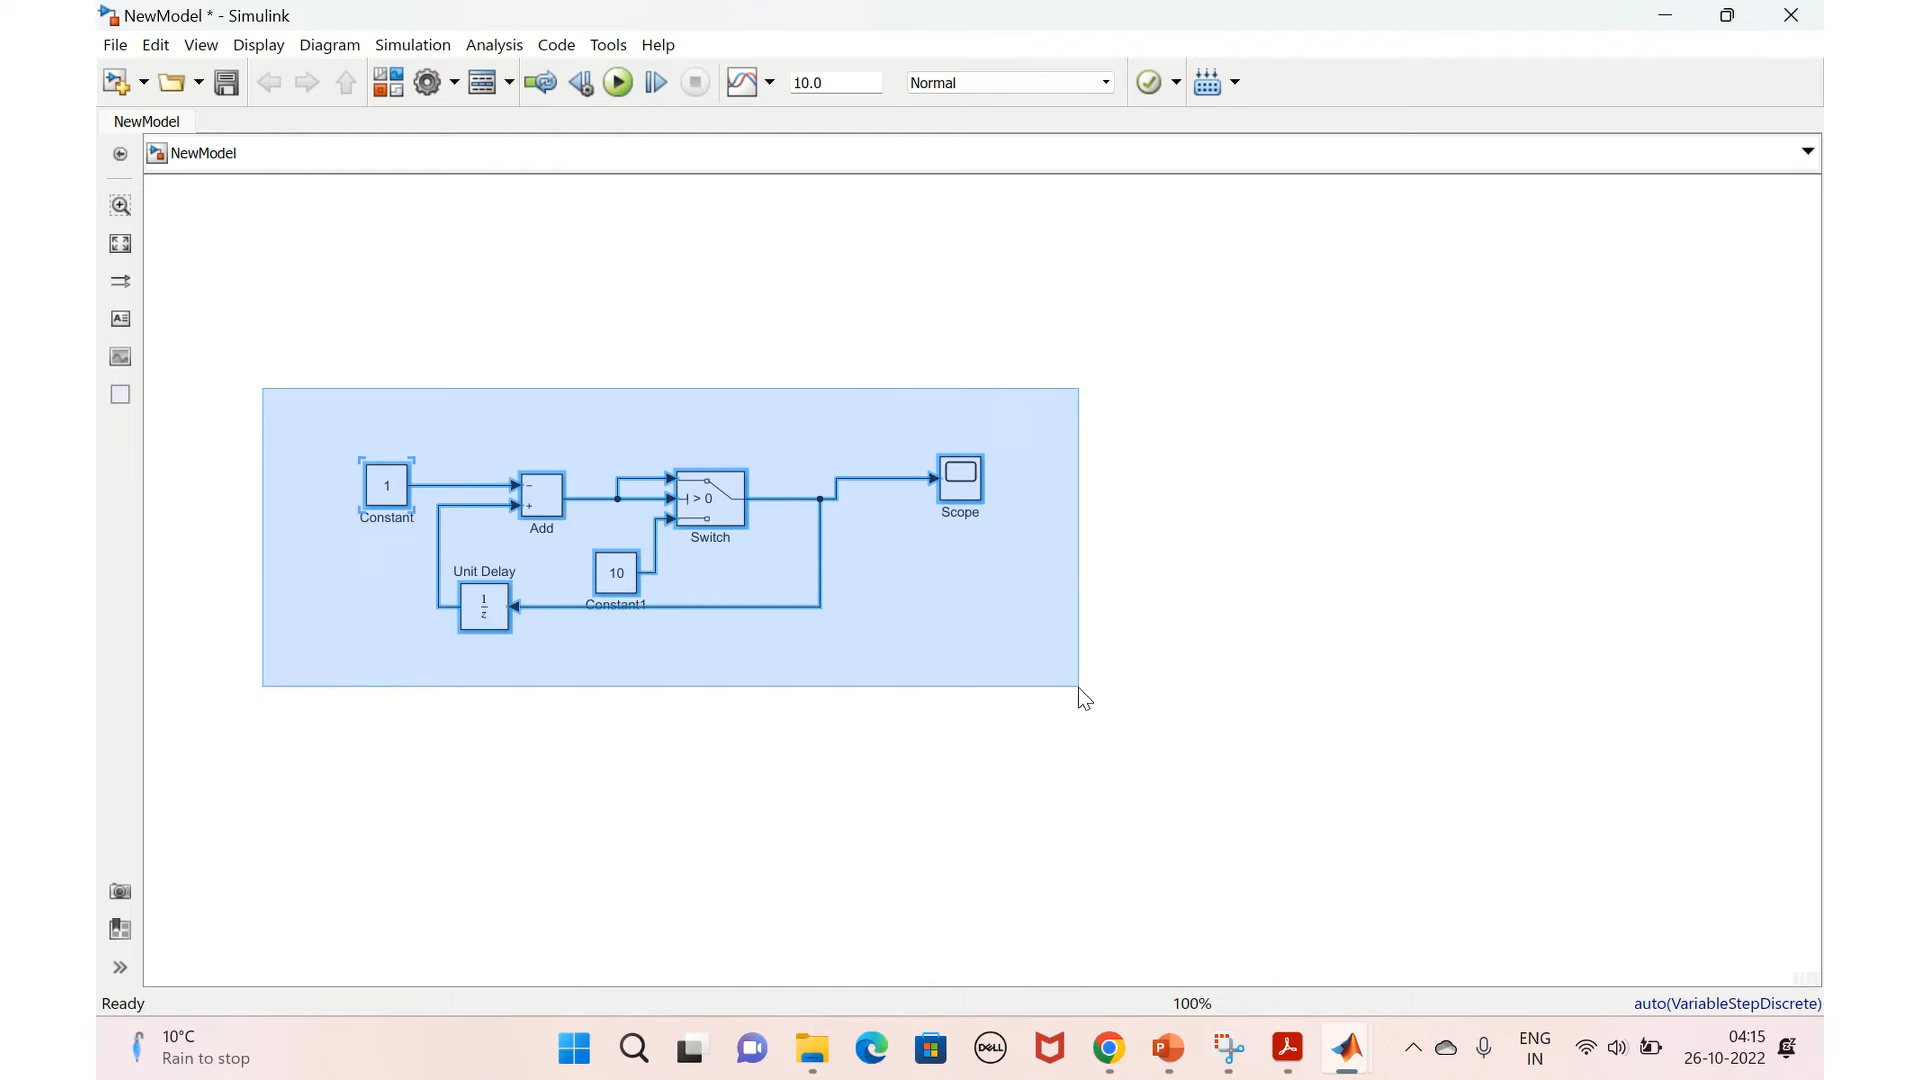 NewModel * - Simulink
File Edit View Display Diagram Simulation Analysis Code Tools Help
10.0 Normal
NewModel
NewModel
1
Constant
-
+
Add
> 0
Switch
Scope
Unit Delay
1
z
10
Constant1
Ready 100% auto(VariableStepDiscrete)
10°C
Rain to stop
DELL
ENG
IN
04:15
26-10-2022